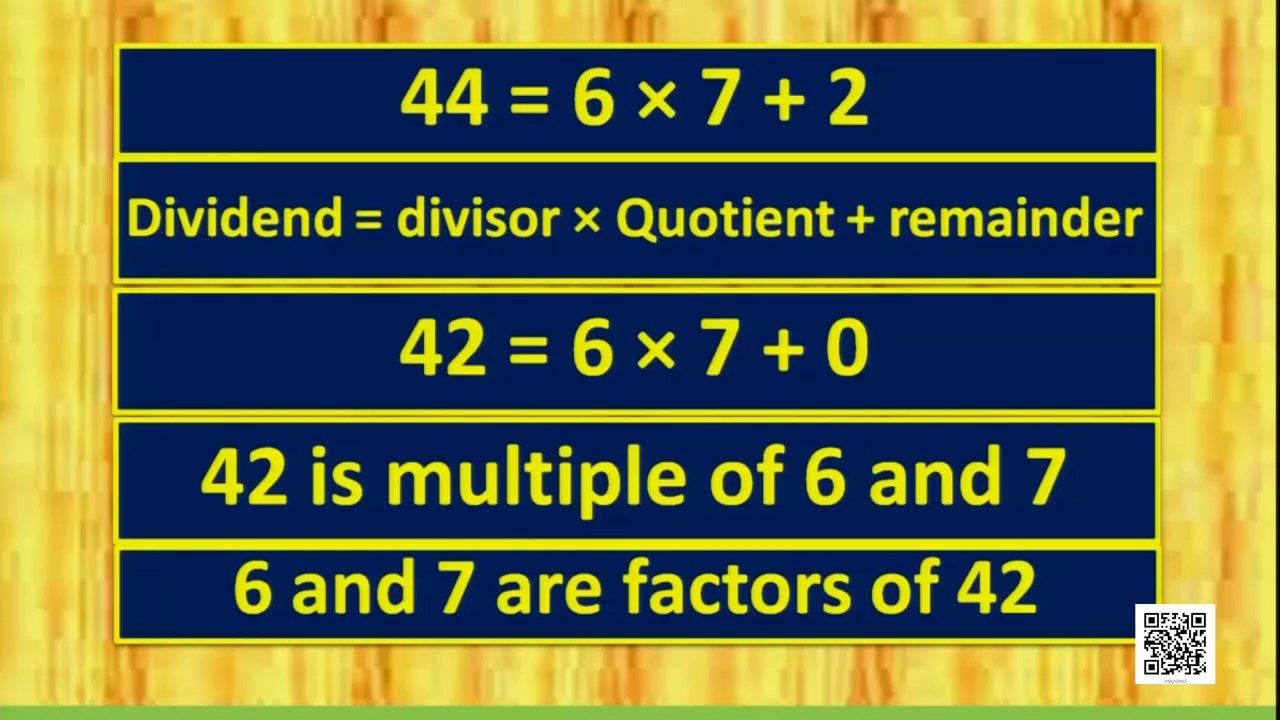 44 = 6 × 7 + 2
Dividend = divisor × Quotient + remainder
42 = 6 × 7 + 0
42 is multiple of 6 and 7
6 and 7 are factors of 42